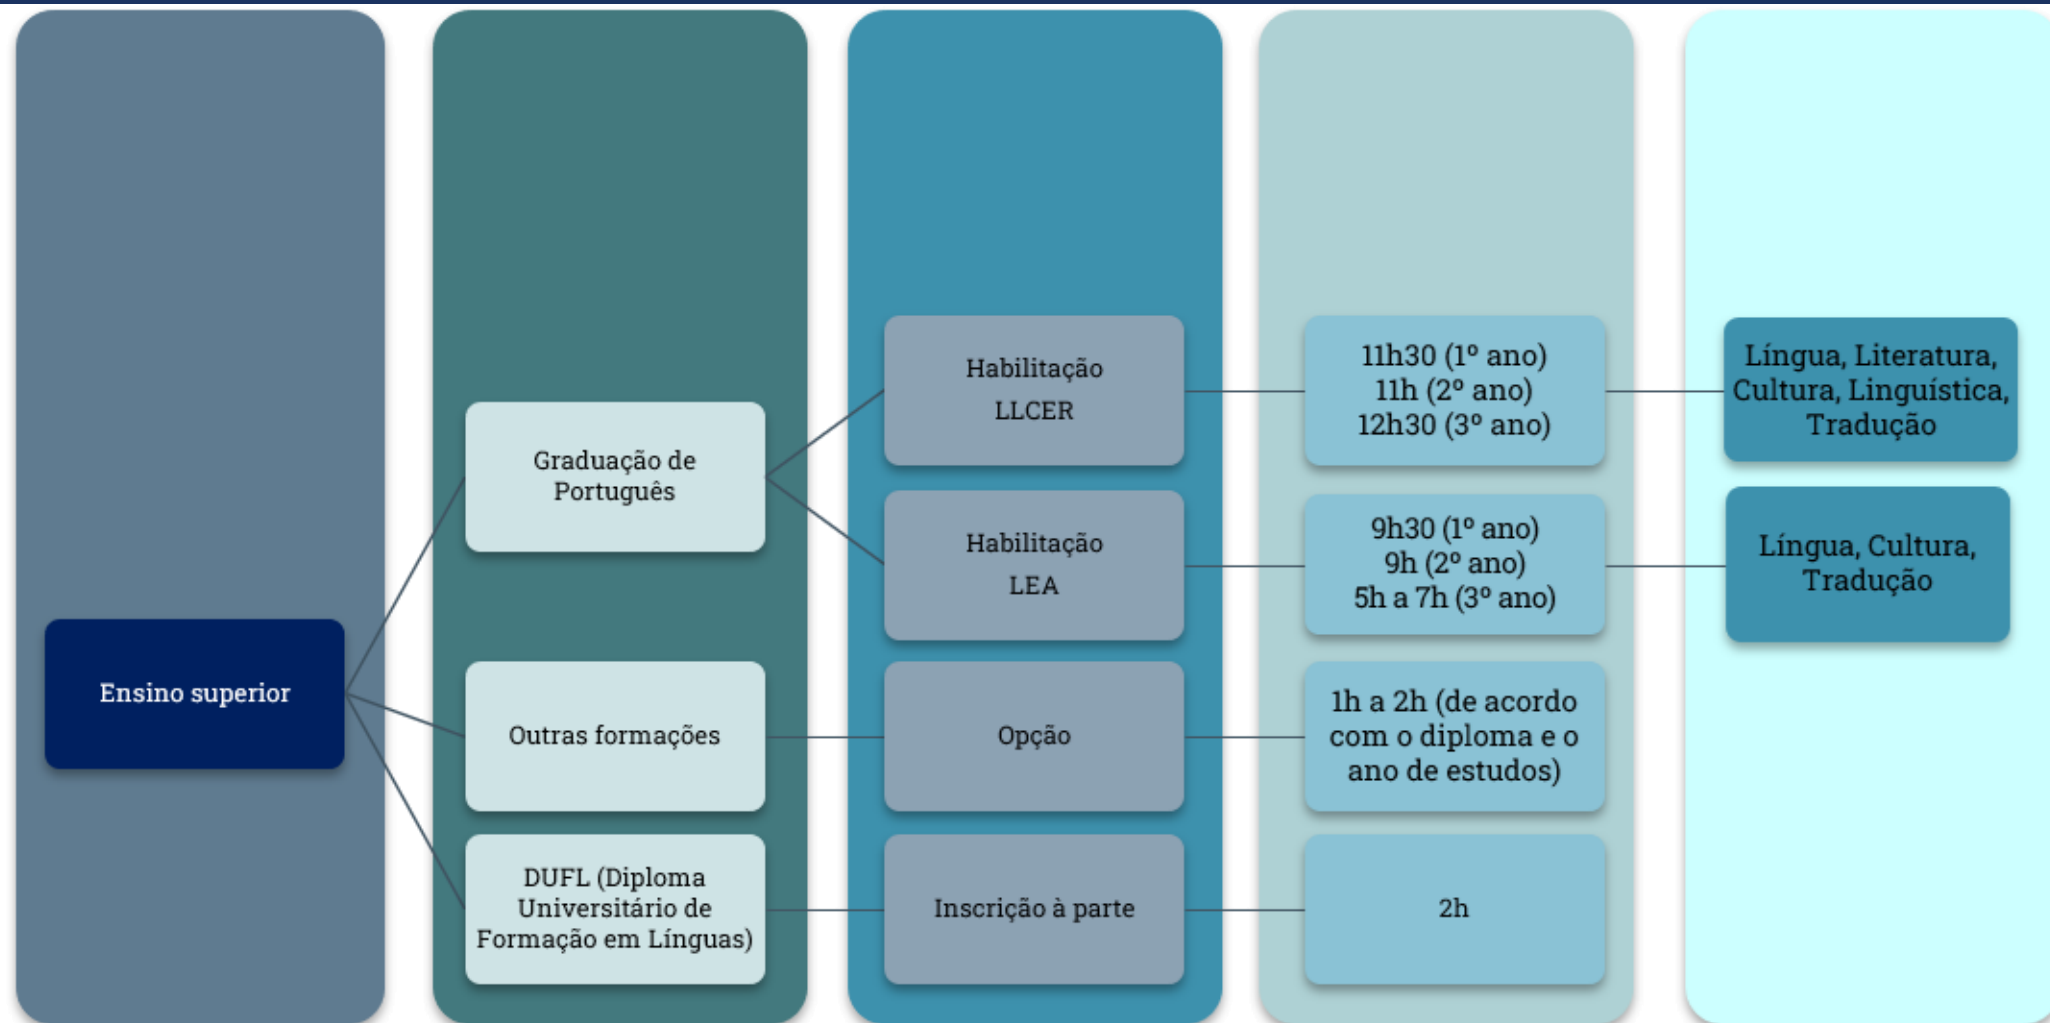 Ensino superior
Graduação de
Português
Outras formações
DUFL (Diploma
Universitário de
Formação em Línguas)
Habilitação
LLCER
Habilitação
LEA
Opção
Inscrição à parte
11h30 (1º ano)
11h (2º ano)
12h30 (3º ano)
9h30 (1º ano)
9h (2º ano)
5h a 7h (3º ano)
1h a 2h (de acordo
com o diploma e o
ano de estudos)
2h
Língua, Literatura,
Cultura, Linguística,
Tradução
Língua, Cultura,
Tradução